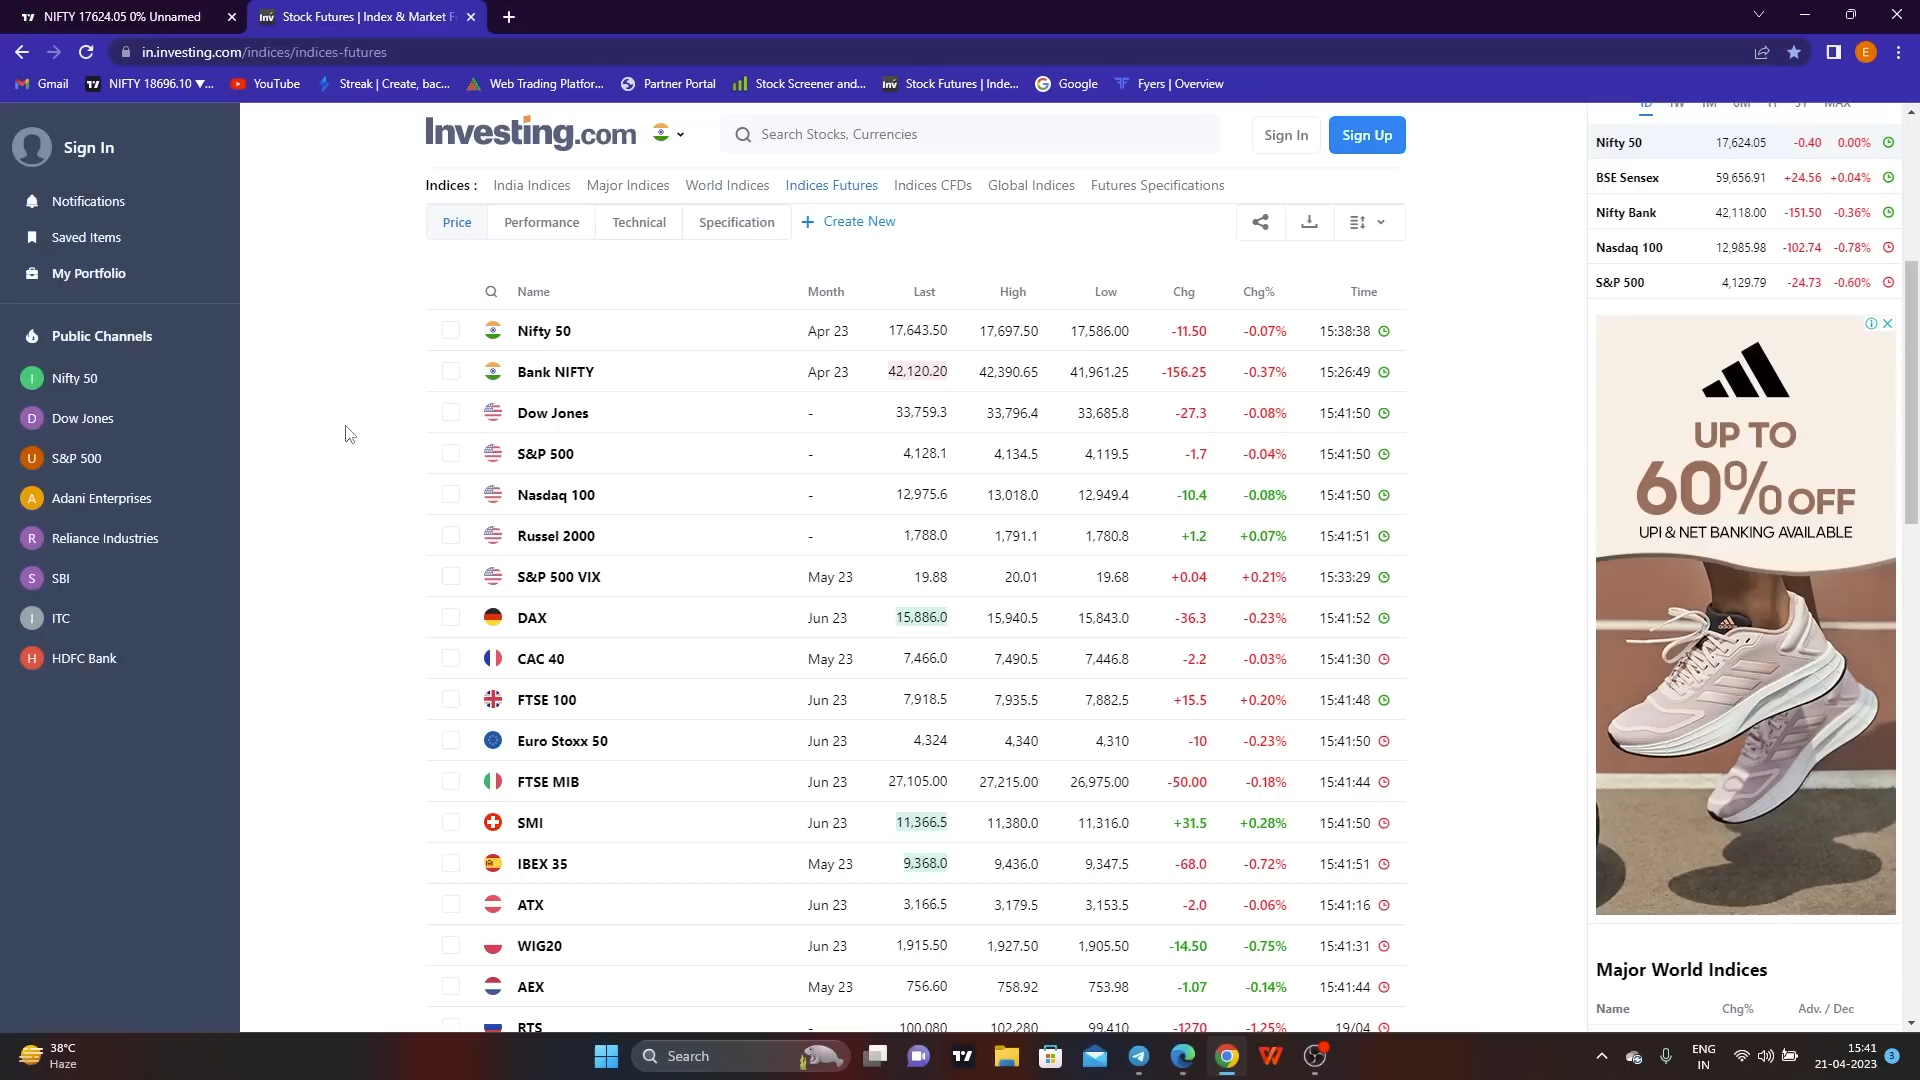 NIFTY 17624.05 0% Unnamed
Stock Futures | Index & Market F
in.investing.com/indices/indices-futures
Gmail
NIFTY 18696.10 ▼...
YouTube
Streak | Create, bac...
Web Trading Platfor...
Partner Portal
Stock Screener and...
Stock Futures | Inde...
Google
Fyers | Overview
Sign In
Notifications
Saved Items
My Portfolio
Public Channels
I Nifty 50
D Dow Jones
U S&P 500
A Adani Enterprises
R Reliance Industries
S SBI
I ITC
H HDFC Bank
Investing.com
Search Stocks, Currencies
Sign In
Sign Up
Indices : India Indices Major Indices World Indices Indices Futures Indices CFDs Global Indices Futures Specifications
Price Performance Technical Specification + Create New
Name Month Last High Low Chg Chg% Time
Nifty 50 Apr 23 17,643.50 17,697.50 17,586.00 -11.50 -0.07% 15:38:38
Bank NIFTY Apr 23 42,120.20 42,390.65 41,961.25 -156.25 -0.37% 15:26:49
Dow Jones - 33,759.3 33,796.4 33,685.8 -27.3 -0.08% 15:41:50
S&P 500 - 4,128.1 4,134.5 4,119.5 -1.7 -0.04% 15:41:50
Nasdaq 100 - 12,975.6 13,018.0 12,949.4 -10.4 -0.08% 15:41:50
Russel 2000 - 1,788.0 1,791.1 1,780.8 +1.2 +0.07% 15:41:51
S&P 500 VIX May 23 19.88 20.01 19.68 +0.04 +0.21% 15:33:29
DAX Jun 23 15,886.0 15,940.5 15,843.0 -36.3 -0.23% 15:41:52
CAC 40 May 23 7,466.0 7,490.5 7,446.8 -2.2 -0.03% 15:41:30
FTSE 100 Jun 23 7,918.5 7,935.5 7,882.5 +15.5 +0.20% 15:41:48
Euro Stoxx 50 Jun 23 4,324 4,340 4,310 -10 -0.23% 15:41:50
FTSE MIB Jun 23 27,105.00 27,215.00 26,975.00 -50.00 -0.18% 15:41:44
SMI Jun 23 11,366.5 11,380.0 11,316.0 +31.5 +0.28% 15:41:50
IBEX 35 May 23 9,368.0 9,436.0 9,347.5 -68.0 -0.72% 15:41:51
ATX Jun 23 3,166.5 3,179.5 3,153.5 -2.0 -0.06% 15:41:16
WIG20 Jun 23 1,915.50 1,927.50 1,905.50 -14.50 -0.75% 15:41:31
AEX May 23 756.60 758.92 753.98 -1.07 -0.14% 15:41:44
RTS - 100,080 102,280 99,410 -1270 -1.25% 19/04
1D 1W 1M 6M 1Y 5Y MAX
Nifty 50 17,624.05 -0.40 0.00%
BSE Sensex 59,656.91 +24.56 +0.04%
Nifty Bank 42,118.00 -151.50 -0.36%
Nasdaq 100 12,985.98 -102.74 -0.78%
S&P 500 4,129.79 -24.73 -0.60%
UP TO
60% OFF
UPI & NET BANKING AVAILABLE
Major World Indices
Name Chg% Adv. / Dec
38°C
Haze
Search
ENG
IN
15:41
21-04-2023
3